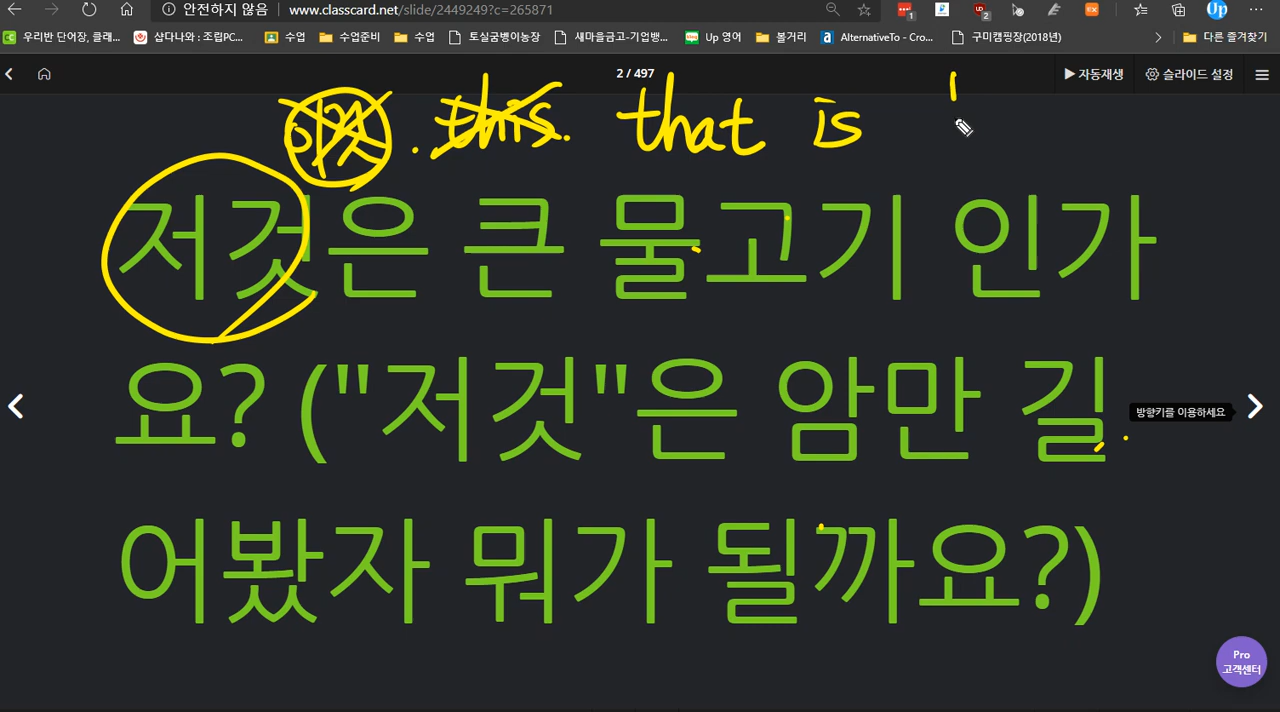 안전하지 않음 www.classcard.net/slide/2449249?c=265871
1 2 Up
우리반 단어장, 클래... 샵다나와 : 조립PC... 수업 수업준비 수업 토실굼벵이농장 새마을금고-기업뱅... Up 영어 볼거리 AlternativeTo - Cro... 구미캠핑장(2018년) 다른 즐겨찾기
2 / 497 자동재생 슬라이드 설정
this. that is
저것은 큰 물고기 인가
요? ("저것"은 암만 길
방향키를 이용하세요
어봤자 뭐가 될까요?)
Pro
고객센터